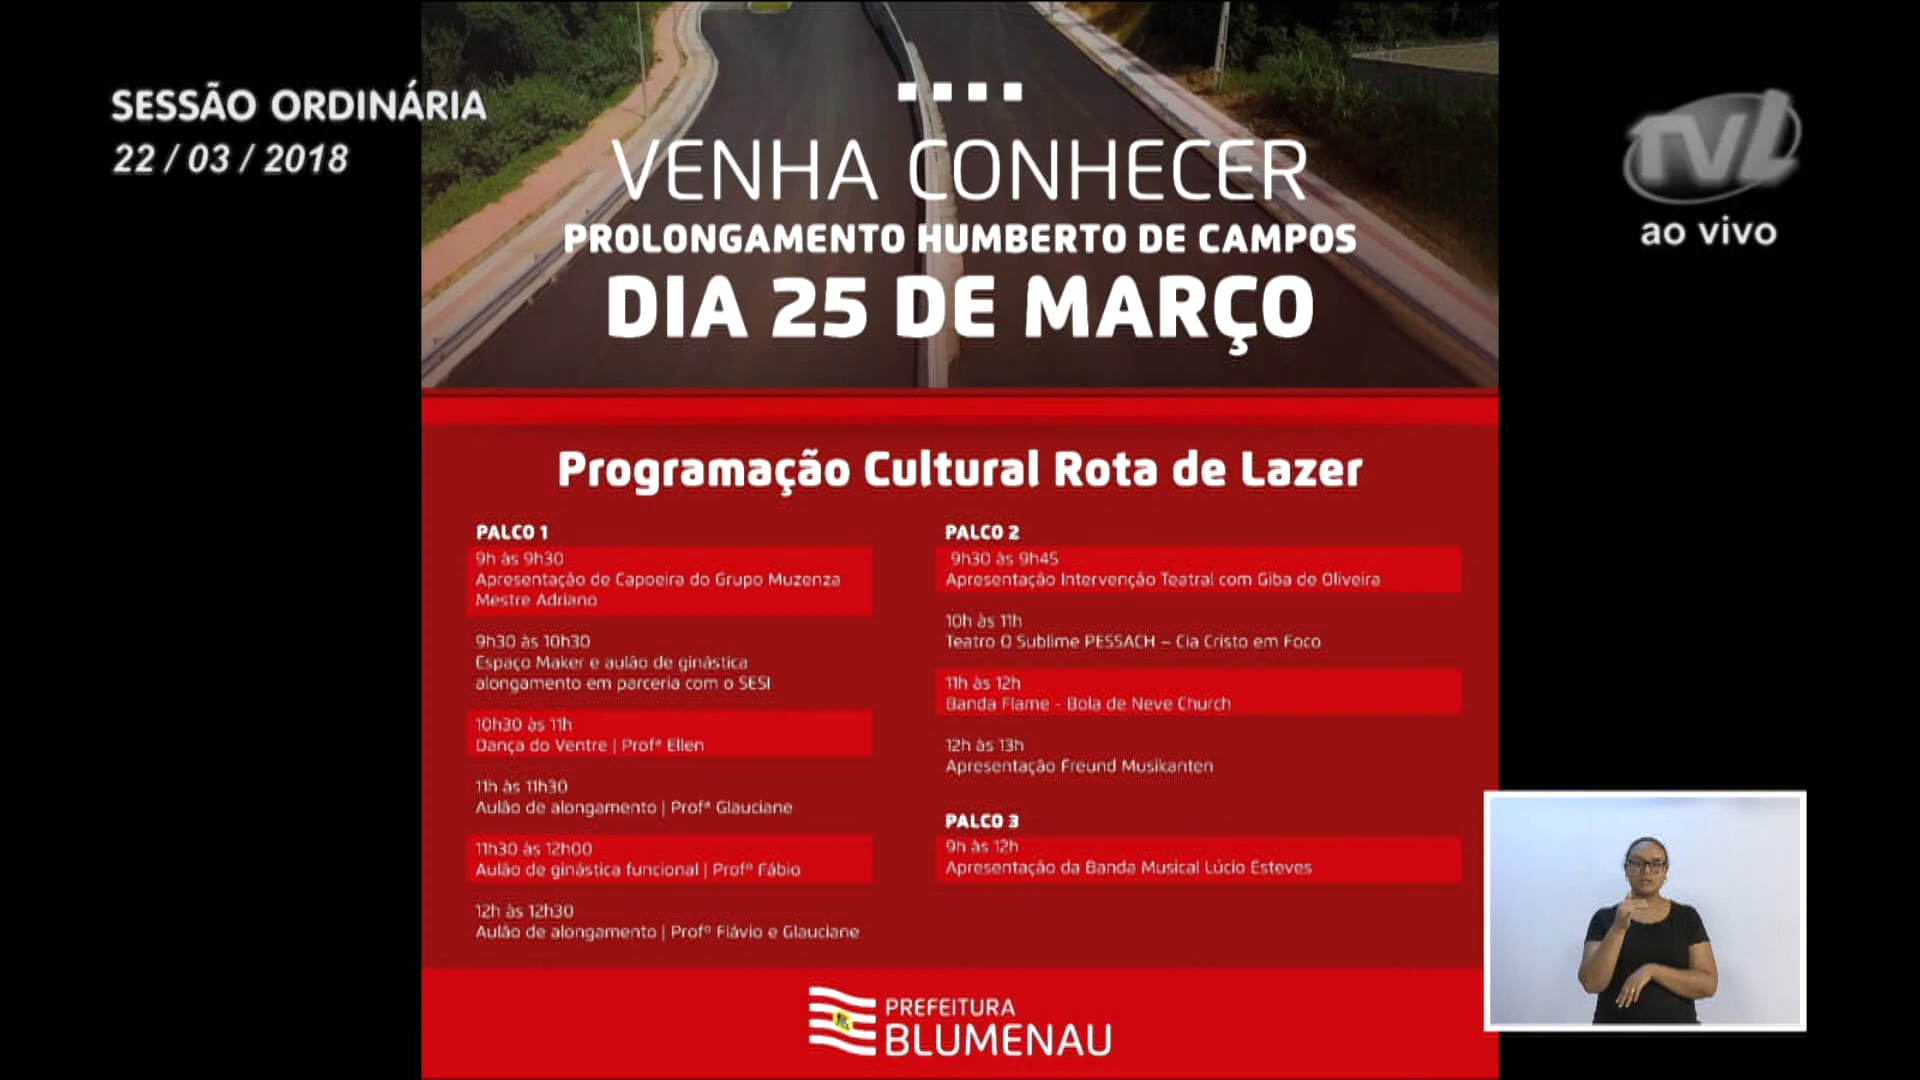 SESSÃO ORDINÁRIA
22 / 03 / 2018
TVL
ao vivo
VENHA CONHECER
PROLONGAMENTO HUMBERTO DE CAMPOS
DIA 25 DE MARÇO
Programação Cultural Rota de Lazer
PALCO 1
9h às 9h30
Apresentação de Capoeira do Grupo Muzenza
Mestre Adriano
9h30 às 10h30
Espaço Maker e aulão de ginástica
alongamento em parceria com o SESI
10h30 às 11h
Dança do Ventre | Profª Ellen
11h às 11h30
Aulão de alongamento | Profª Glauciane
11h30 às 12h00
Aulão de ginástica funcional | Profº Fábio
12h às 12h30
Aulão de alongamento | Profº Flávio e Glauciane
PALCO 2
9h30 às 9h45
Apresentação Intervenção Teatral com Giba de Oliveira
10h às 11h
Teatro O Sublime PESSACH – Cia Cristo em Foco
11h às 12h
Banda Flame - Bola de Neve Church
12h às 13h
Apresentação Freund Musikanten
PALCO 3
9h às 12h
Apresentação da Banda Musical Lúcio Esteves
PREFEITURA
BLUMENAU